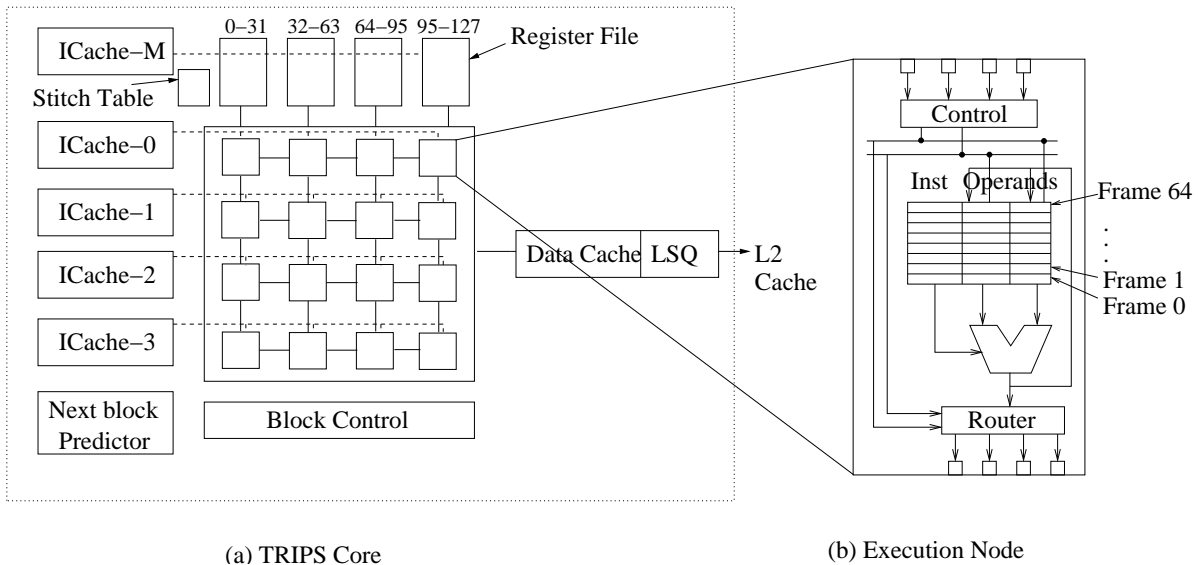 0–31 32–63 64–95 95–127
ICache–M
Register File
Stitch Table
ICache–0
ICache–1
ICache–2
ICache–3
Next block
Predictor
Block Control
Data Cache LSQ
L2
Cache
(a) TRIPS Core
Control
Inst Operands
Frame 64
.
.
.
Frame 1
Frame 0
Router
(b) Execution Node